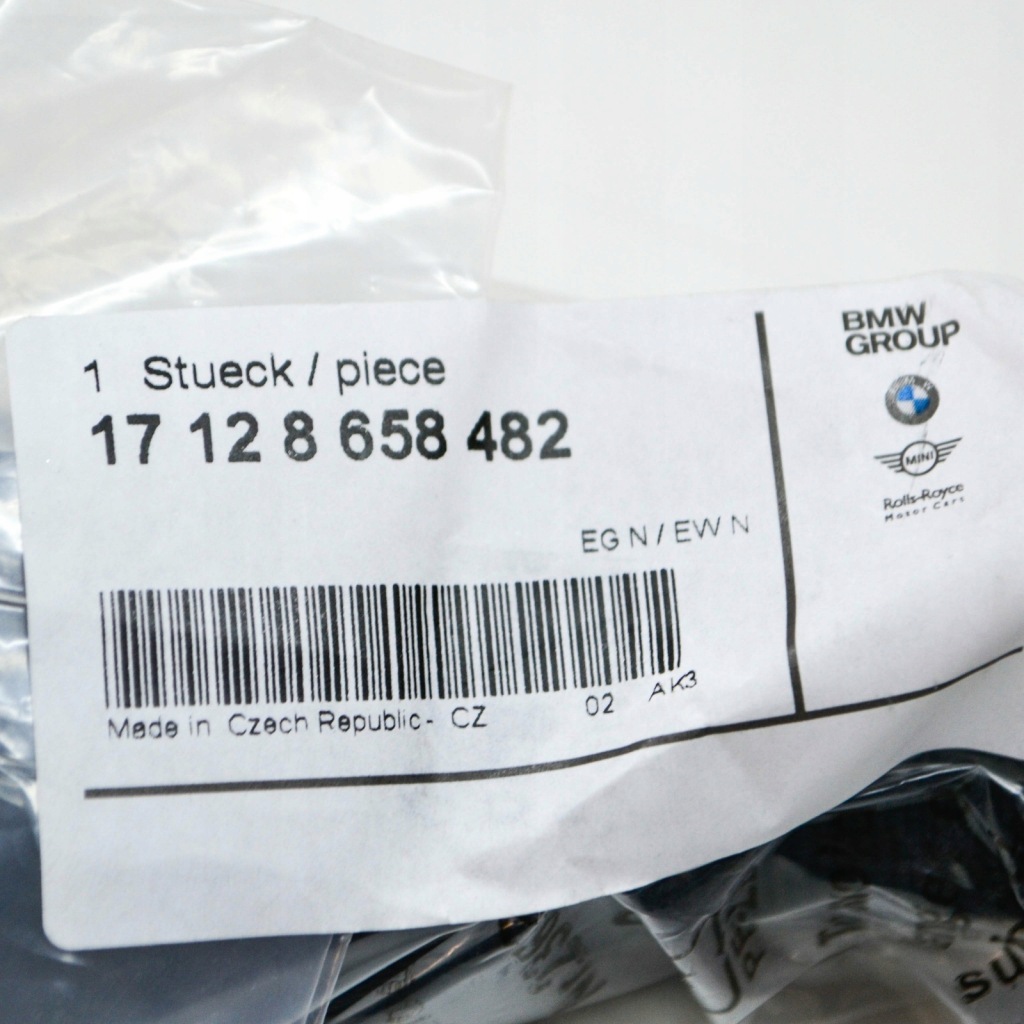 1 Stueck / piece
17 12 8 658 482
EG N / EW N
Made in Czech Republic - CZ 02 AK3
BMW
GROUP
BMW
MINI
Rolls-Royce
Motor Cars